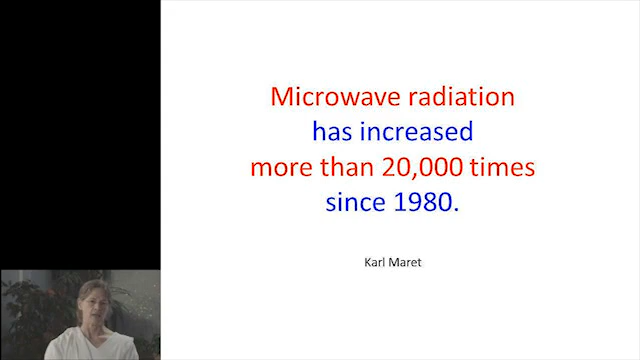 Microwave radiation
has increased
more than 20,000 times
since 1980.
Karl Maret